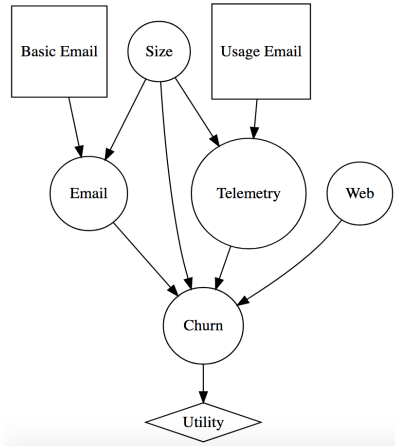 Basic Email
Size
Usage Email
Email
Telemetry
Web
Churn
Utility